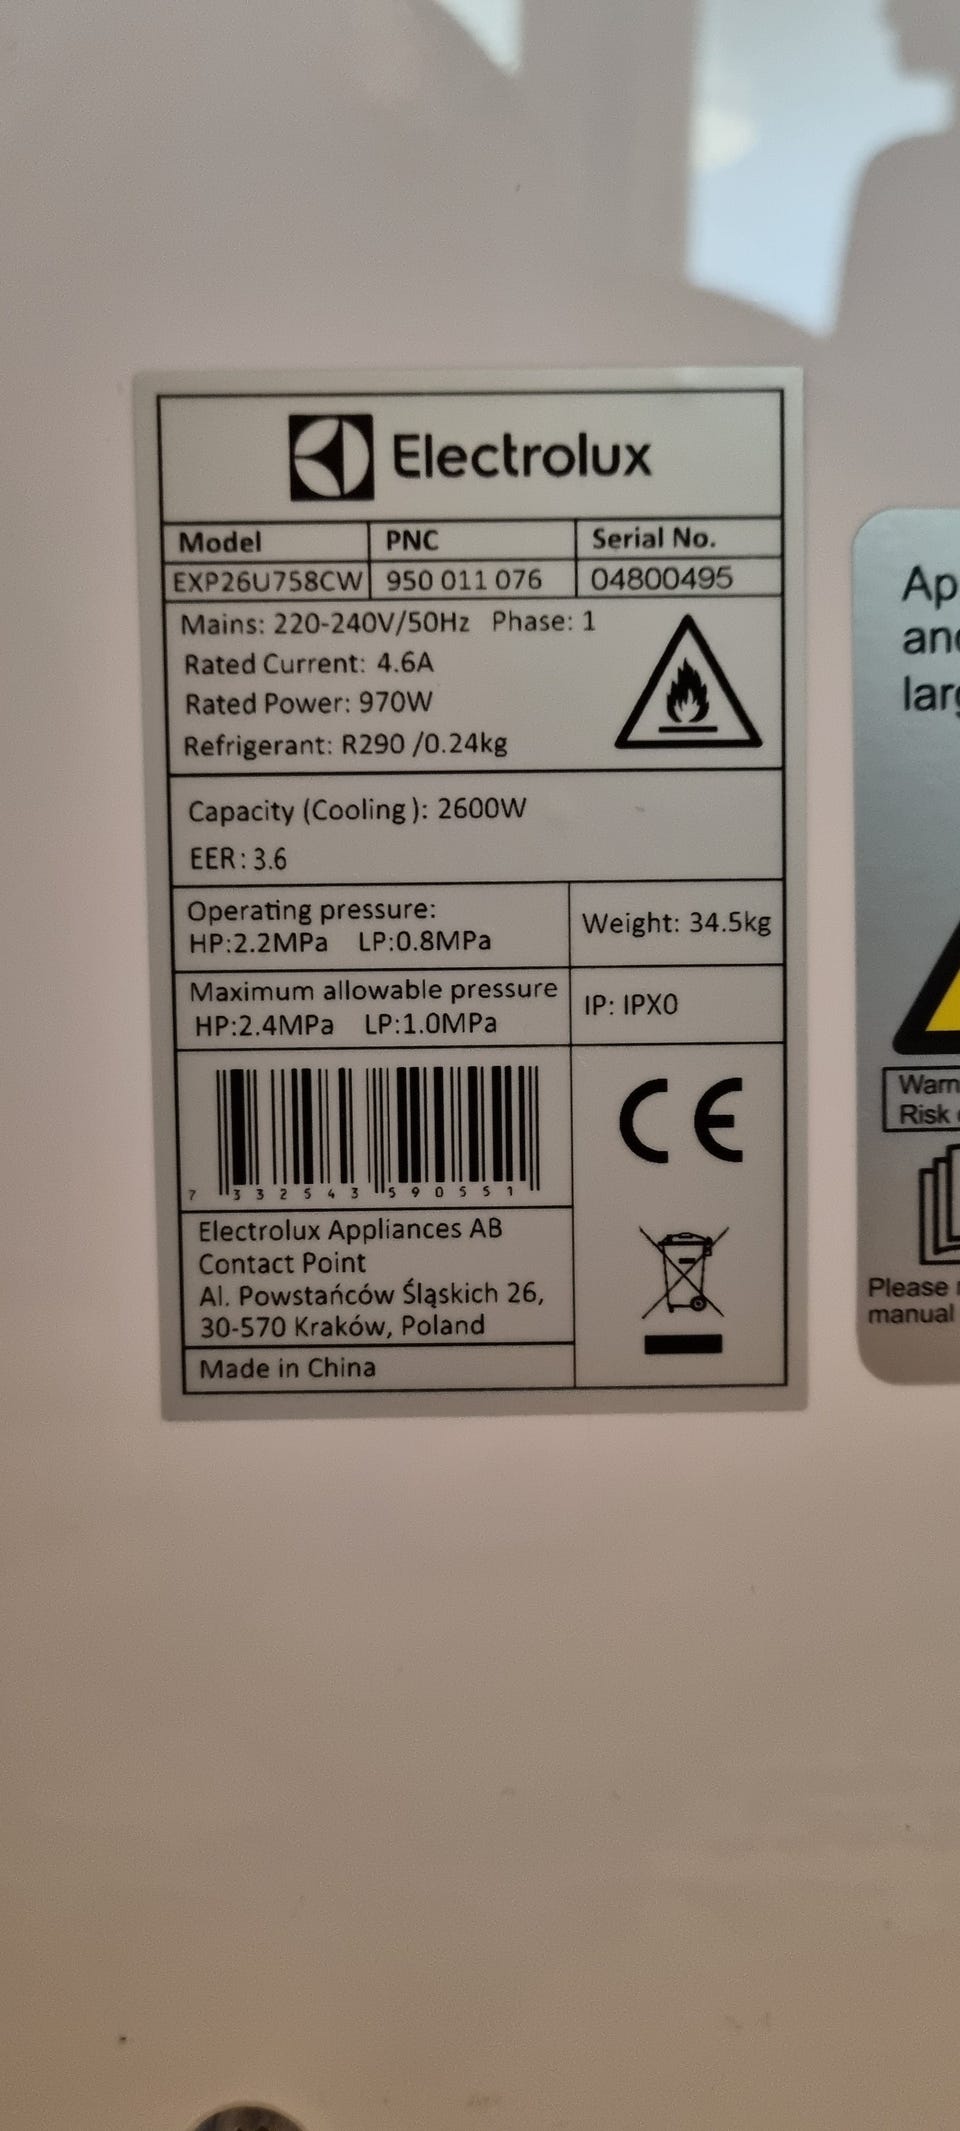 Electrolux
Model PNC Serial No.
EXP26U758CW 950 011 076 04800495
Mains: 220-240V/50Hz Phase: 1
Rated Current: 4.6A
Rated Power: 970W
Refrigerant: R290 /0.24kg
Capacity (Cooling): 2600W
EER: 3.6
Operating pressure:
HP:2.2MPa LP:0.8MPa
Weight: 34.5kg
Maximum allowable pressure
HP:2.4MPa LP:1.0MPa
IP: IPX0
CE
7 332543 590551
Electrolux Appliances AB
Contact Point
Al. Powstańców Śląskich 26,
30-570 Kraków, Poland
Made in China
Risk
Please
manual